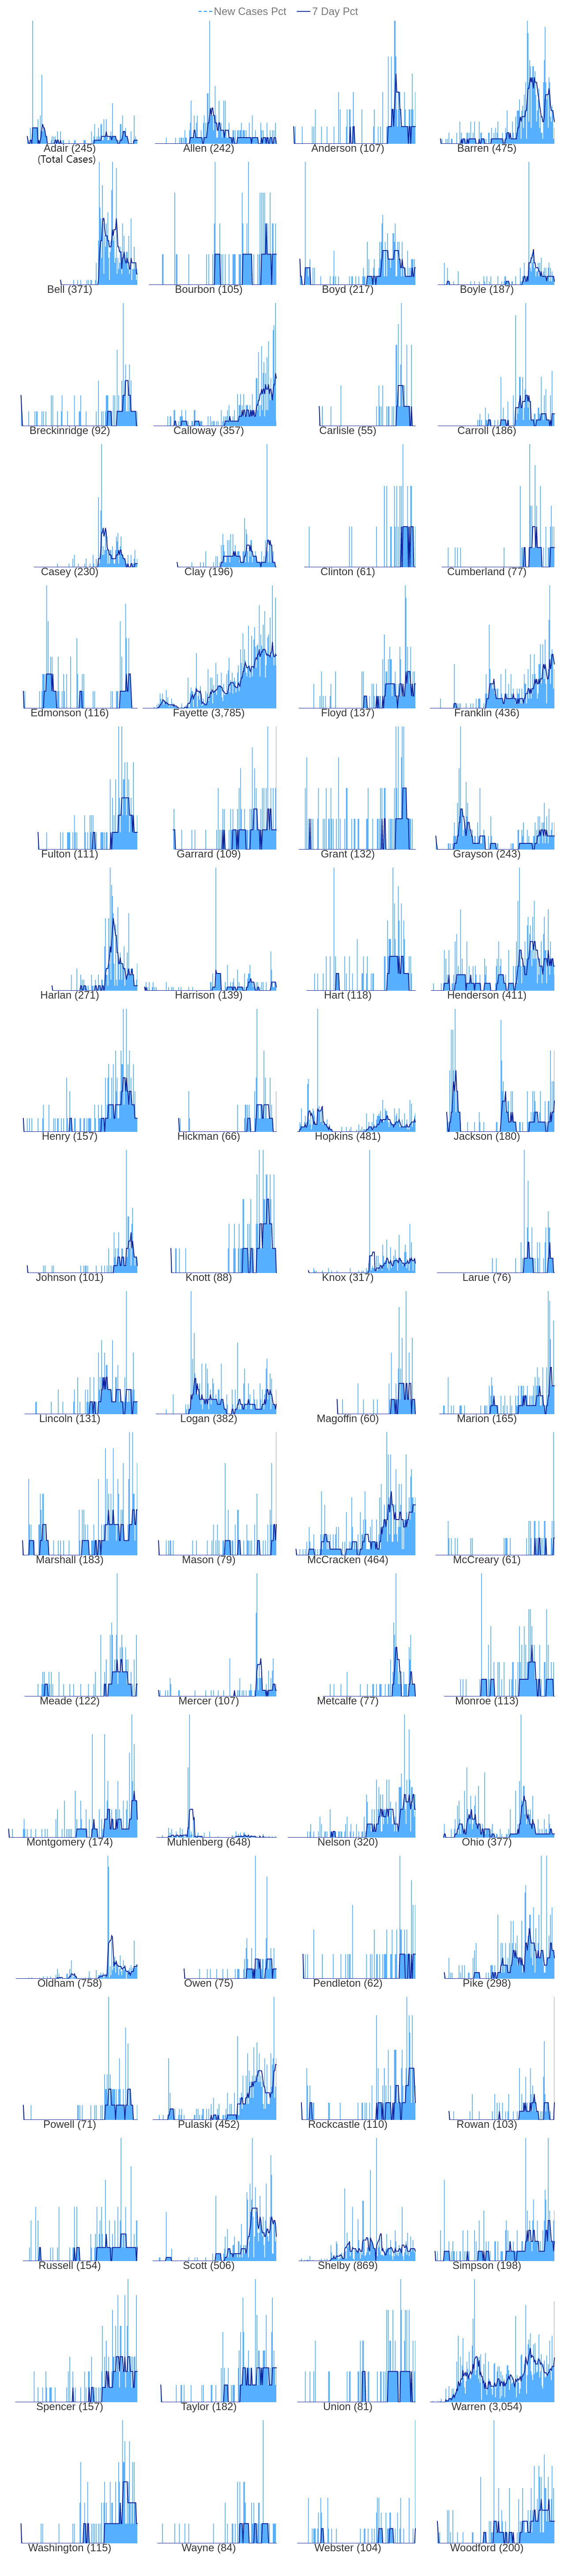 New Cases Pct 7 Day Pct
Adair (245) Allen (242) Anderson (107) Barren (475)
(Total Cases)
Bell (371) Bourbon (105) Boyd (217) Boyle (187)
Breckinridge (92) Calloway (357) Carlisle (55) Carroll (186)
Casey (230) Clay (196) Clinton (61) Cumberland (77)
Edmonson (116) Fayette (3,785) Floyd (137) Franklin (436)
Fulton (111) Garrard (109) Grant (132) Grayson (243)
Harlan (271) Harrison (139) Hart (118) Henderson (411)
Henry (157) Hickman (66) Hopkins (481) Jackson (180)
Johnson (101) Knott (88) Knox (317) Larue (76)
Lincoln (131) Logan (382) Magoffin (60) Marion (165)
Marshall (183) Mason (79) McCracken (464) McCreary (61)
Meade (122) Mercer (107) Metcalfe (77) Monroe (113)
Montgomery (174) Muhlenberg (648) Nelson (320) Ohio (377)
Oldham (758) Owen (75) Pendleton (62) Pike (298)
Powell (71) Pulaski (452) Rockcastle (110) Rowan (103)
Russell (154) Scott (506) Shelby (869) Simpson (198)
Spencer (157) Taylor (182) Union (81) Warren (3,054)
Washington (115) Wayne (84) Webster (104) Woodford (200)